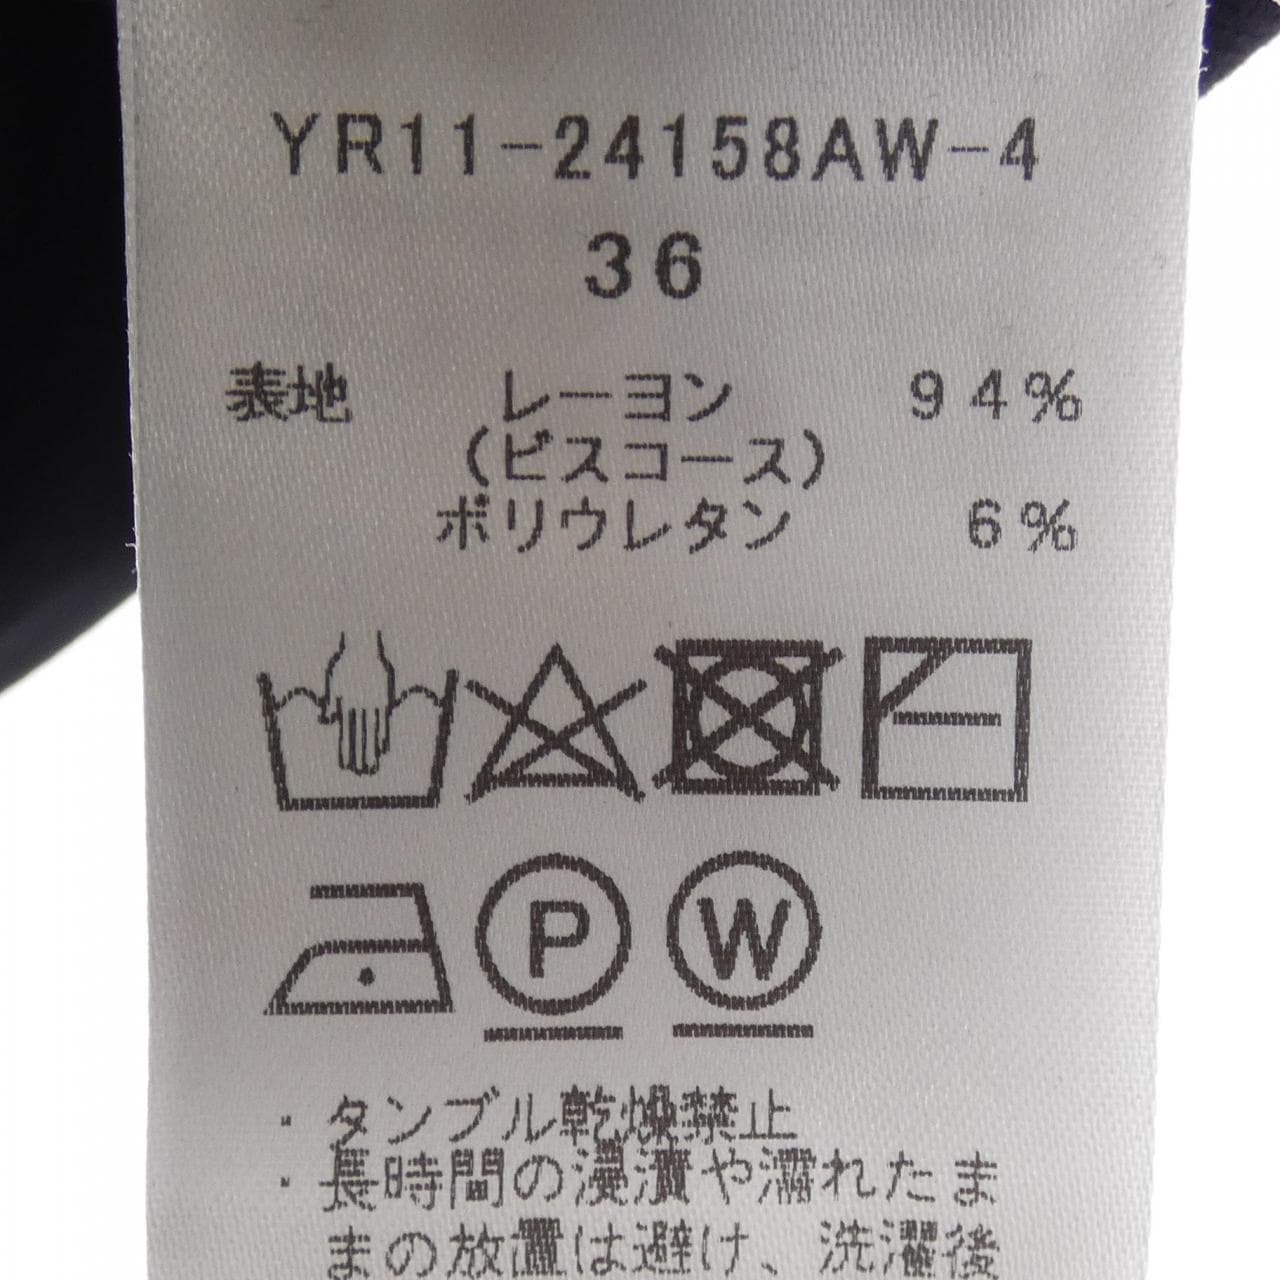 YR11-24158AW-4
36
表地 レーヨン 94%
(ビスコース)
ポリウレタン 6%
P W
・タンブル乾燥禁止
・長時間の浸漬や濡れたま
まの放置は避け、洗濯後